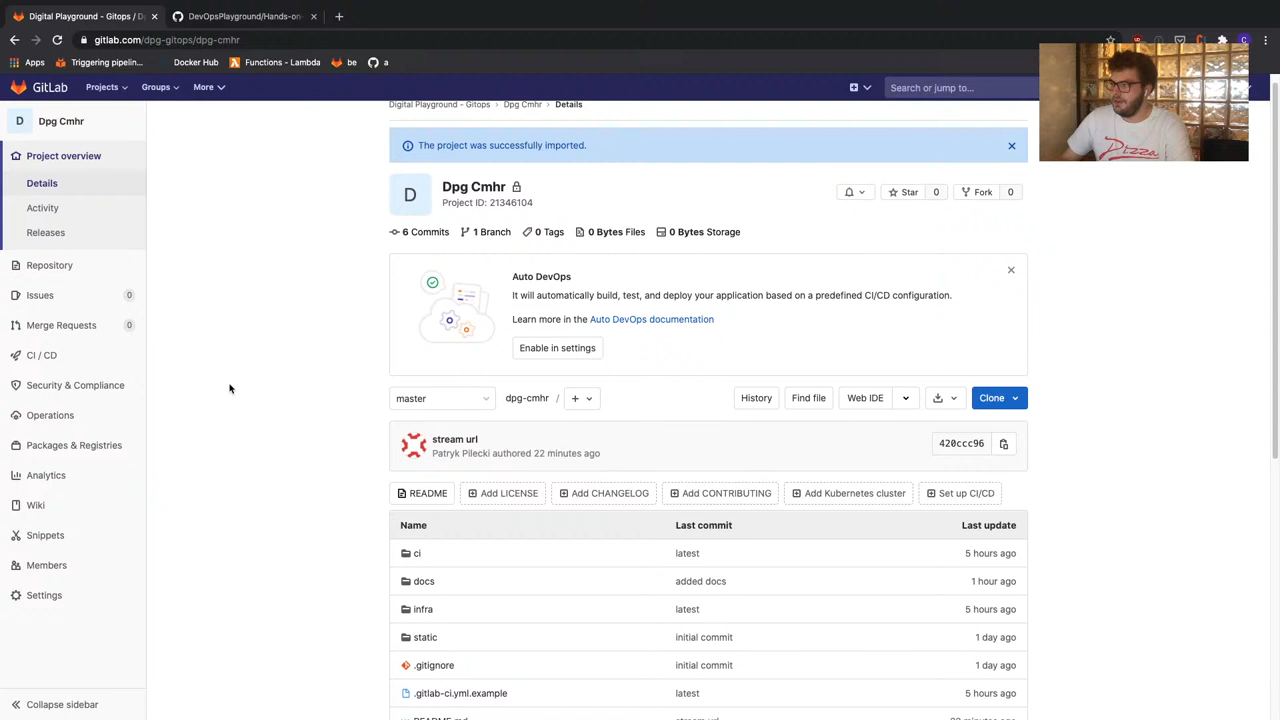 Digital Playground - Gitops / Dp
DevOpsPlayground/Hands-on-
gitlab.com/dpg-gitops/dpg-cmhr
C
Apps
Triggering pipelin...
Docker Hub
Functions - Lambda
be
a
GitLab
Projects
Groups
More
Search or jump to...
D
Dpg Cmhr
Project overview
Details
Activity
Releases
Repository
Issues
0
Merge Requests
0
CI / CD
Security & Compliance
Operations
Packages & Registries
Analytics
Wiki
Snippets
Members
Settings
Collapse sidebar
Digital Playground - Gitops › Dpg Cmhr › Details
The project was successfully imported.
D
Dpg Cmhr
Project ID: 21346104
Star 0
Fork 0
6 Commits
1 Branch
0 Tags
0 Bytes Files
0 Bytes Storage
Auto DevOps
It will automatically build, test, and deploy your application based on a predefined CI/CD configuration.
Learn more in the Auto DevOps documentation
Enable in settings
master
dpg-cmhr /
History
Find file
Web IDE
Clone
stream url
Patryk Pilecki authored 22 minutes ago
420ccc96
README
Add LICENSE
Add CHANGELOG
Add CONTRIBUTING
Add Kubernetes cluster
Set up CI/CD
Name Last commit Last update
ci latest 5 hours ago
docs added docs 1 hour ago
infra latest 5 hours ago
static initial commit 1 day ago
.gitignore initial commit 1 day ago
.gitlab-ci.yml.example latest 5 hours ago
README.md stream url 22 minutes ago
Pizza